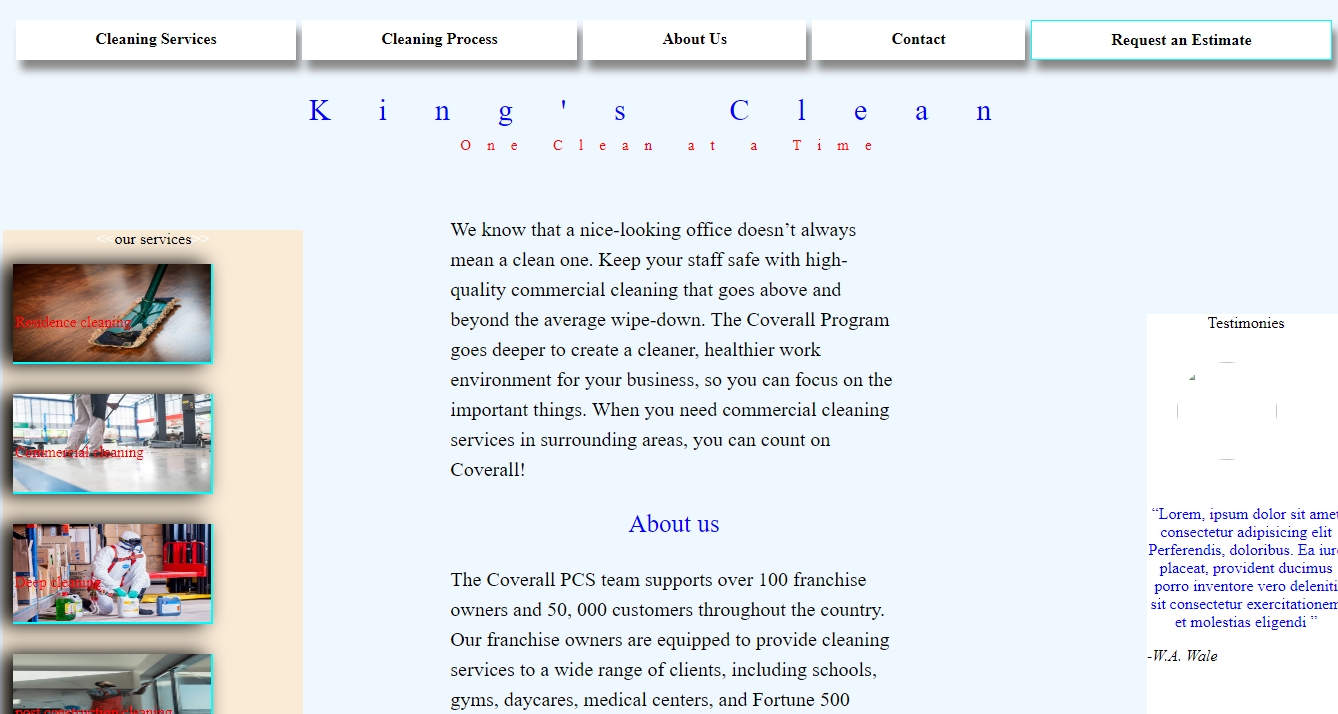 Cleaning Services
Cleaning Process
About Us
Contact
Request an Estimate
King's Clean
One Clean at a Time
<<our services>>
Residence cleaning
Commercial cleaning
Deep cleaning
post construction cleaning
We know that a nice-looking office doesn’t always
mean a clean one. Keep your staff safe with high-
quality commercial cleaning that goes above and
beyond the average wipe-down. The Coverall Program
goes deeper to create a cleaner, healthier work
environment for your business, so you can focus on the
important things. When you need commercial cleaning
services in surrounding areas, you can count on
Coverall!
About us
The Coverall PCS team supports over 100 franchise
owners and 50, 000 customers throughout the country.
Our franchise owners are equipped to provide cleaning
services to a wide range of clients, including schools,
gyms, daycares, medical centers, and Fortune 500
Testimonies
“Lorem, ipsum dolor sit amet
consectetur adipisicing elit
Perferendis, doloribus. Ea iure
placeat, provident ducimus
porro inventore vero deleniti
sit consectetur exercitationem
et molestias eligendi ”
-W.A. Wale